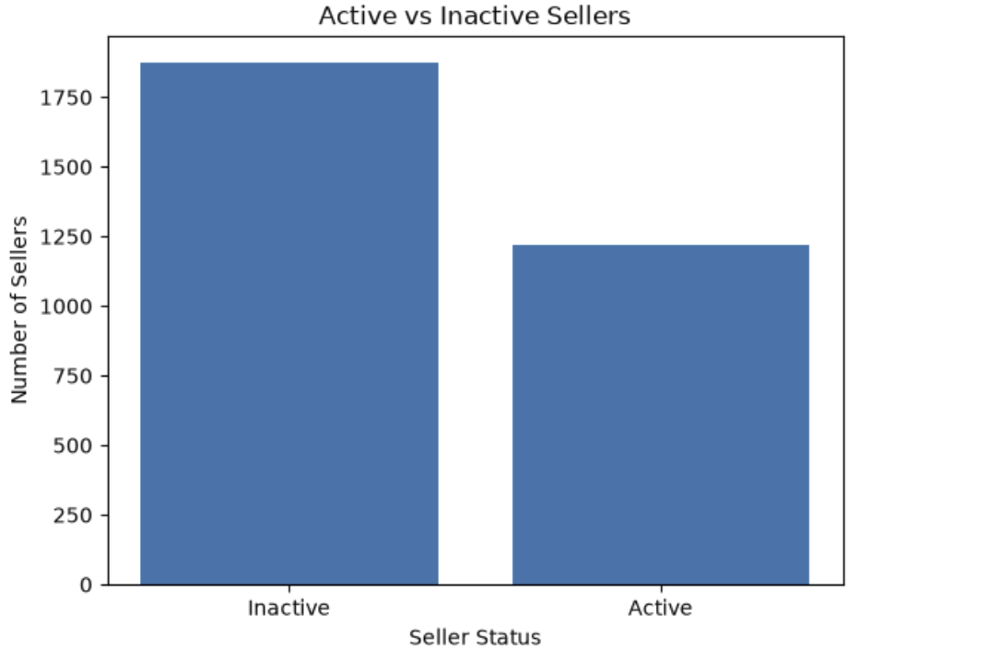 Active vs Inactive Sellers
Number of Sellers
1750
1500
1250
1000
750
500
250
0
Inactive Active
Seller Status